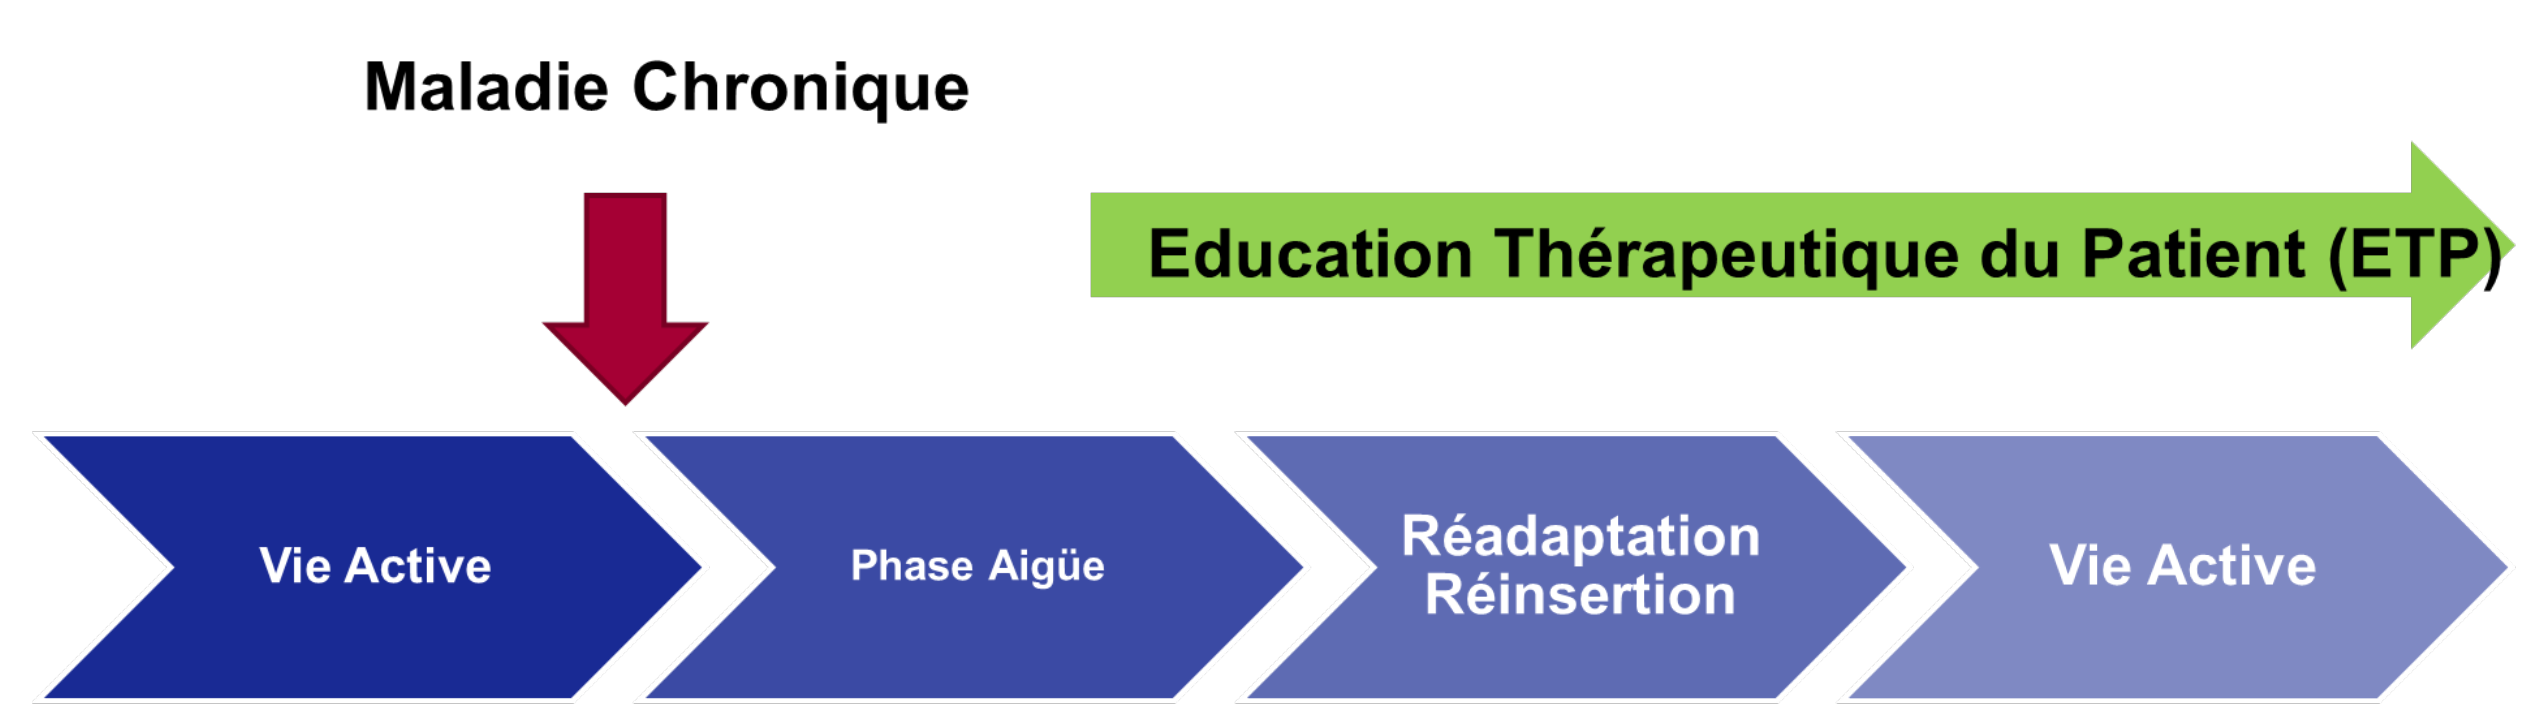 Maladie Chronique
Education Thérapeutique du Patient (ETP)
Vie Active
Phase Aigüe
Réadaptation
Réinsertion
Vie Active